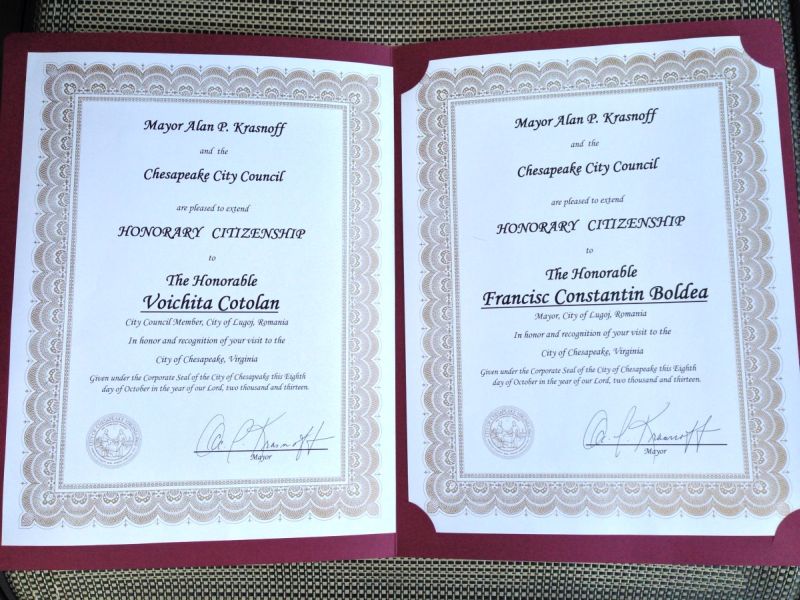 Mayor Alan P. Krasnoff
and the
Chesapeake City Council
are pleased to extend
HONORARY CITIZENSHIP
to
The Honorable
Voichita Cotolan
City Council Member, City of Lugoj, Romania
In honor and recognition of your visit to the
City of Chesapeake, Virginia
Given under the Corporate Seal of the City of Chesapeake this Eighth
day of October in the year of our Lord, two thousand and thirteen.
Mayor
Mayor Alan P. Krasnoff
and the
Chesapeake City Council
are pleased to extend
HONORARY CITIZENSHIP
to
The Honorable
Francisc Constantin Boldea
Mayor, City of Lugoj, Romania
In honor and recognition of your visit to the
City of Chesapeake, Virginia
Given under the Corporate Seal of the City of Chesapeake this Eighth
day of October in the year of our Lord, two thousand and thirteen.
Mayor